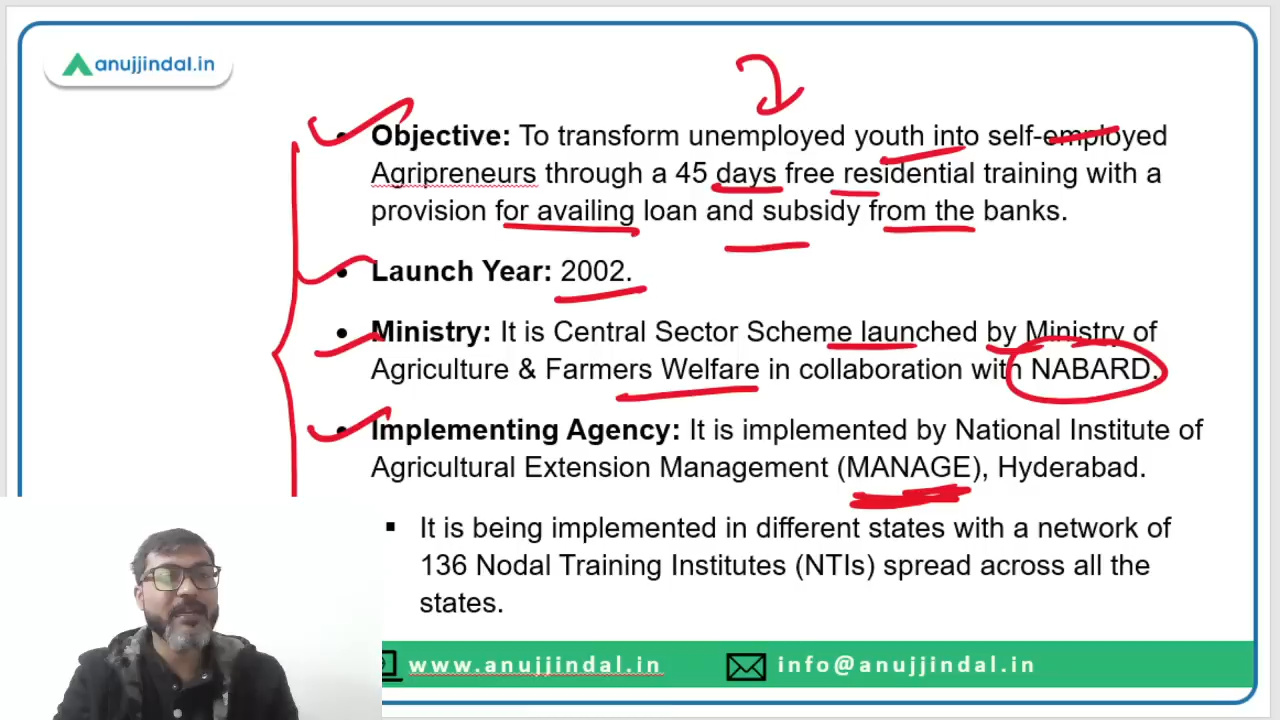 anujjindal.in
• Objective: To transform unemployed youth into self-employed
Agripreneurs through a 45 days free residential training with a
provision for availing loan and subsidy from the banks.
• Launch Year: 2002.
• Ministry: It is Central Sector Scheme launched by Ministry of
Agriculture & Farmers Welfare in collaboration with NABARD.
• Implementing Agency: It is implemented by National Institute of
Agricultural Extension Management (MANAGE), Hyderabad.
▪ It is being implemented in different states with a network of
136 Nodal Training Institutes (NTIs) spread across all the
states.
www.anujjindal.in info@anujjindal.in